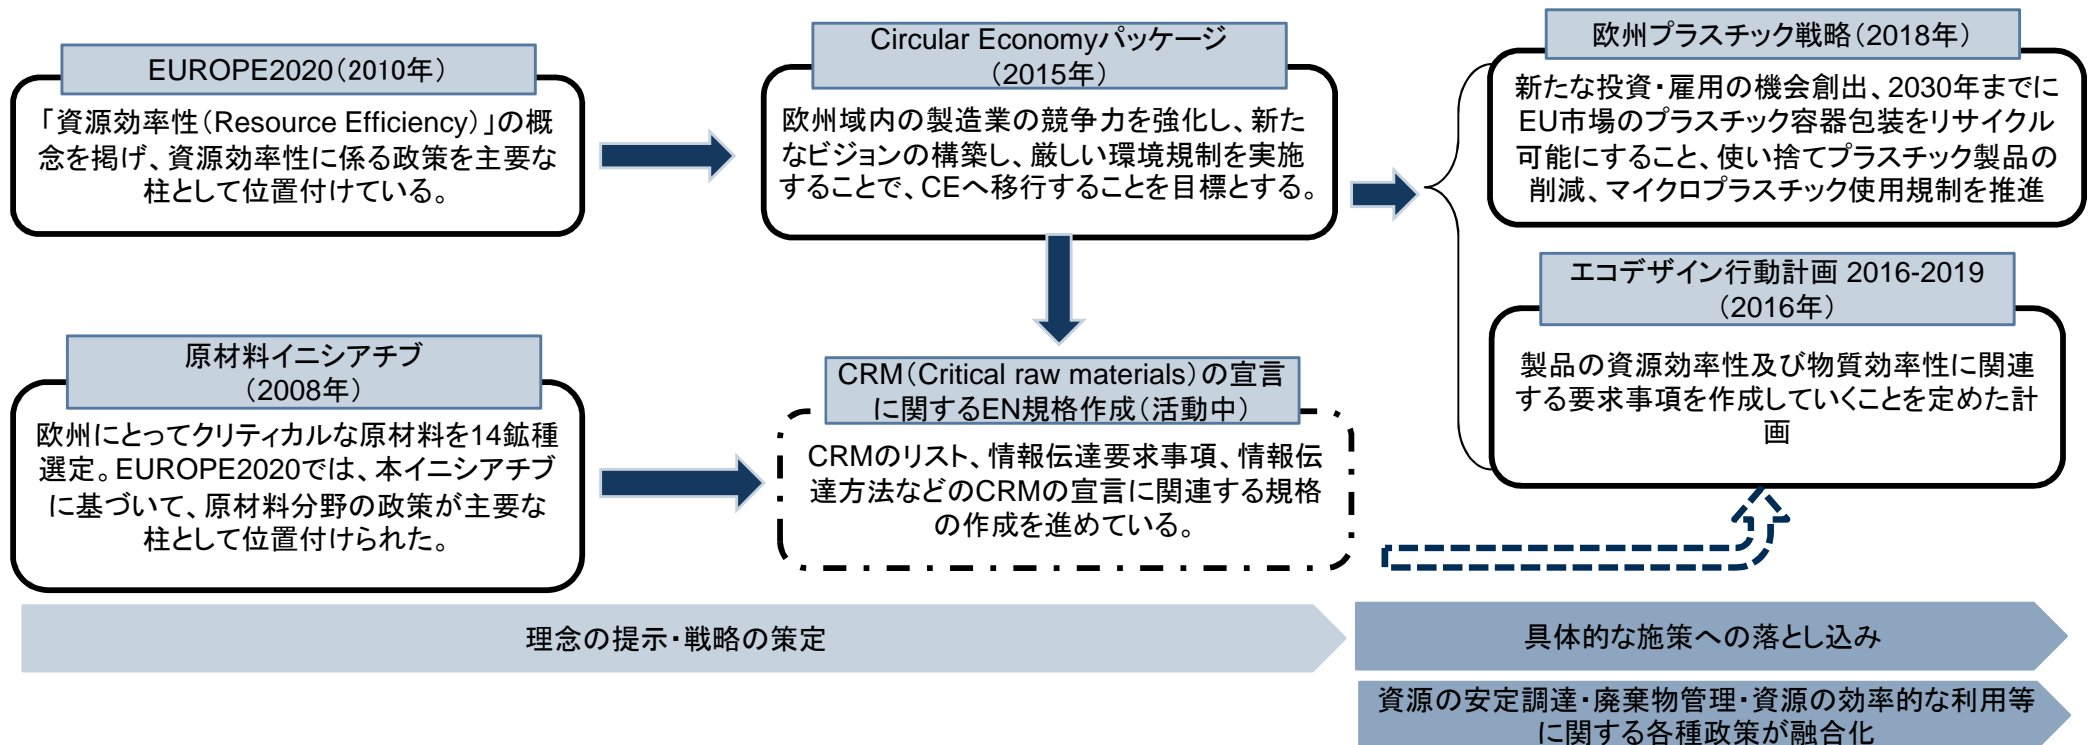 EUROPE2020（2010年）
「資源効率性（Resource Efficiency）」の概
念を掲げ、資源効率性に係る政策を主要な
柱として位置付けている。
Circular Economyパッケージ
（2015年）
欧州域内の製造業の競争力を強化し、新た
なビジョンの構築し、厳しい環境規制を実施
することで、CEへ移行することを目標とする。
欧州プラスチック戦略（2018年）
新たな投資・雇用の機会創出、2030年までに
EU市場のプラスチック容器包装をリサイクル
可能にすること、使い捨てプラスチック製品の
削減、マイクロプラスチック使用規制を推進
エコデザイン行動計画 2016-2019
（2016年）
製品の資源効率性及び物質効率性に関連
する要求事項を作成していくことを定めた計
画
原材料イニシアチブ
（2008年）
欧州にとってクリティカルな原材料を14鉱種
選定。EUROPE2020では、本イニシアチブ
に基づいて、原材料分野の政策が主要な
柱として位置付けられた。
CRM（Critical raw materials）の宣言
に関するEN規格作成（活動中）
CRMのリスト、情報伝達要求事項、情報伝
達方法などのCRMの宣言に関連する規格
の作成を進めている。
理念の提示・戦略の策定
具体的な施策への落とし込み
資源の安定調達・廃棄物管理・資源の効率的な利用等
に関する各種政策が融合化